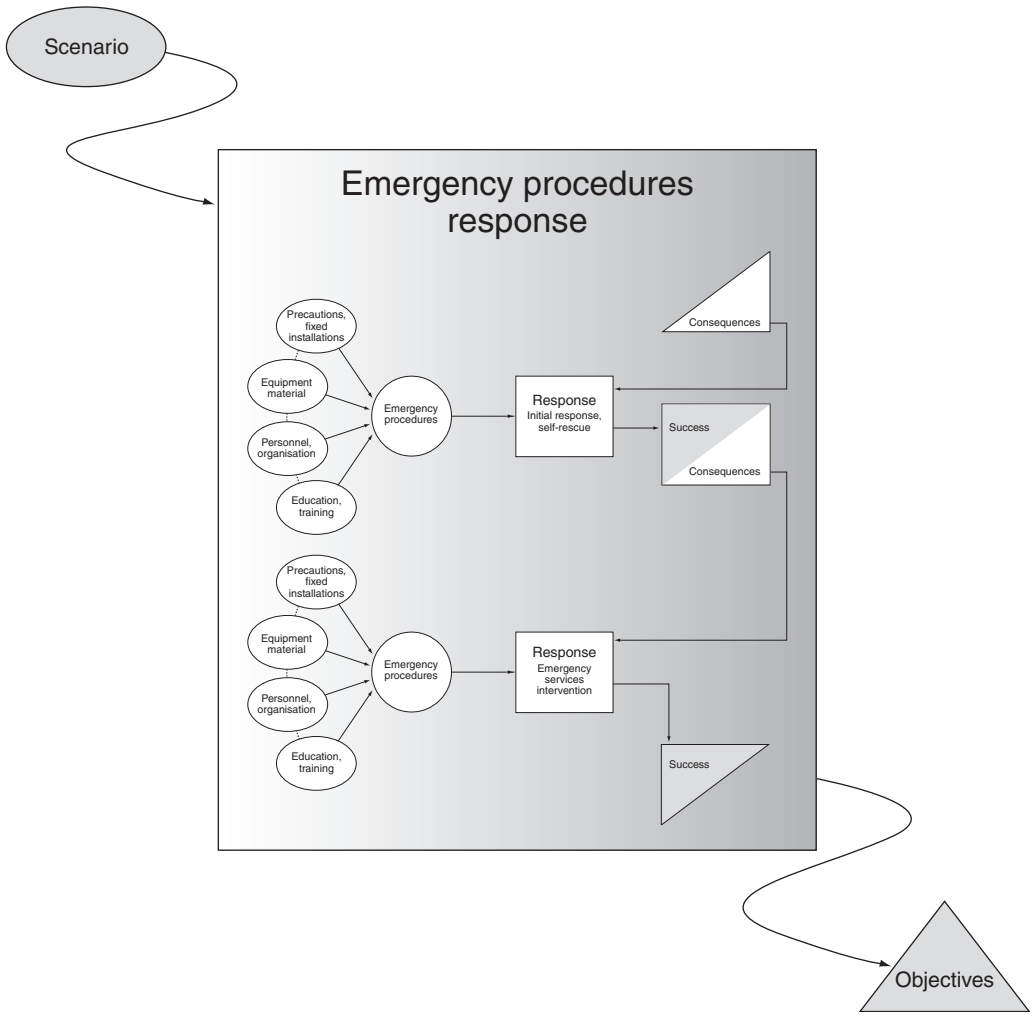 Scenario
Emergency procedures
response
Precautions,
fixed
installations
Equipment
material
Personnel,
organisation
Education,
training
Emergency
procedures
Response
Initial response,
self-rescue
Consequences
Success
Consequences
Precautions,
fixed
installations
Equipment
material
Personnel,
organisation
Education,
training
Emergency
procedures
Response
Emergency
services
intervention
Success
Objectives